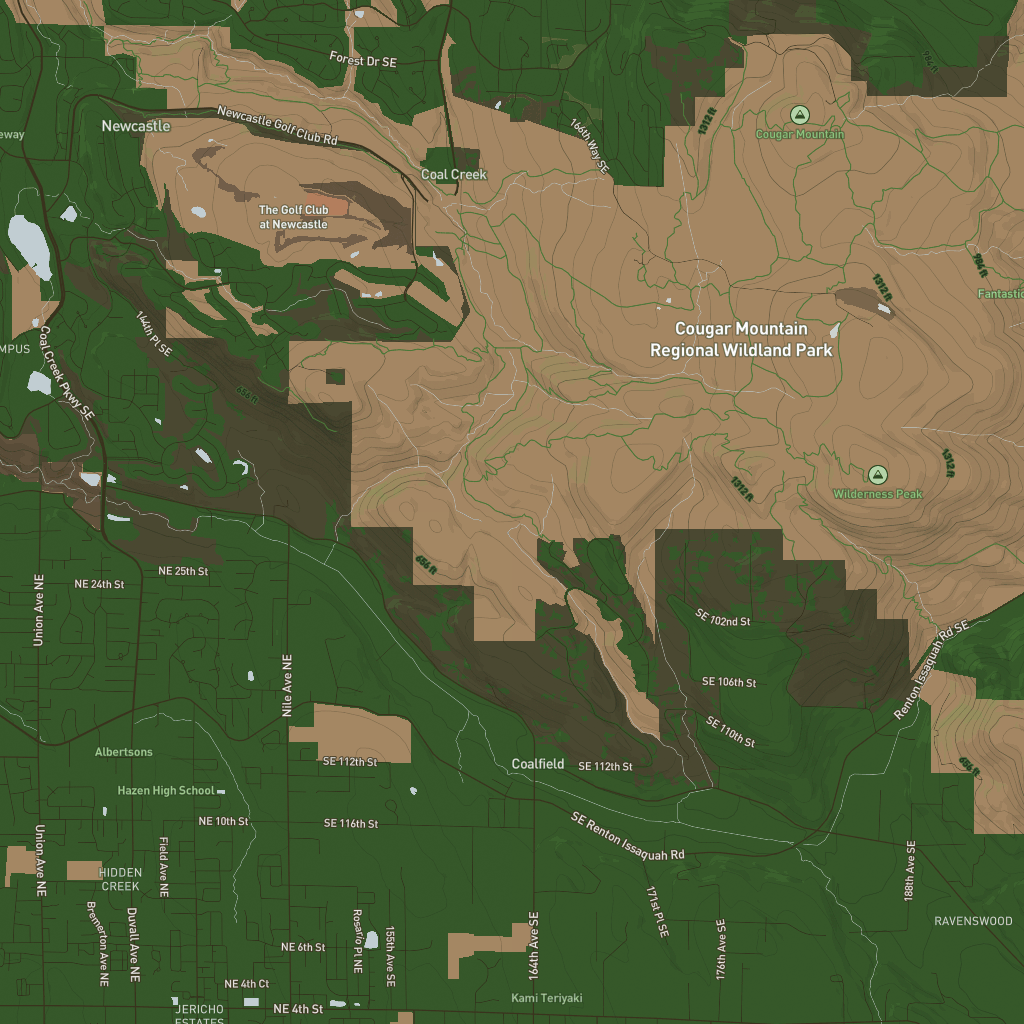 Forest Dr SE
984 ft
Newcastle Golf Club Rd
Newcastle
eway
166th Way SE
1312 ft
Cougar Mountain
Coal Creek
The Golf Club
at Newcastle
984 ft
1312 ft
Fantastic
Cougar Mountain
Regional Wildland Park
144th Pl SE
MPUS
Coal Creek Pkwy SE
656 ft
1312 ft
1312 ft
Wilderness Peak
656 ft
NE 25th St
NE 24th St
Union Ave NE
SE 102nd St
Renton Issaquah Rd SE
Nile Ave NE
SE 106th St
SE 110th St
Albertsons
SE 112th St
Coalfield
SE 112th St
656 ft
Hazen High School
NE 10th St
SE 116th St
SE Renton Issaquah Rd
Union Ave NE
Field Ave NE
HIDDEN
CREEK
188th Ave SE
Bremerton Ave NE
Duvall Ave NE
Rosario Pl NE
155th Ave SE
164th Ave SE
171st Pl SE
176th Ave SE
RAVENSWOOD
NE 6th St
NE 4th Ct
Kami Teriyaki
JERICHO
ESTATES
NE 4th St